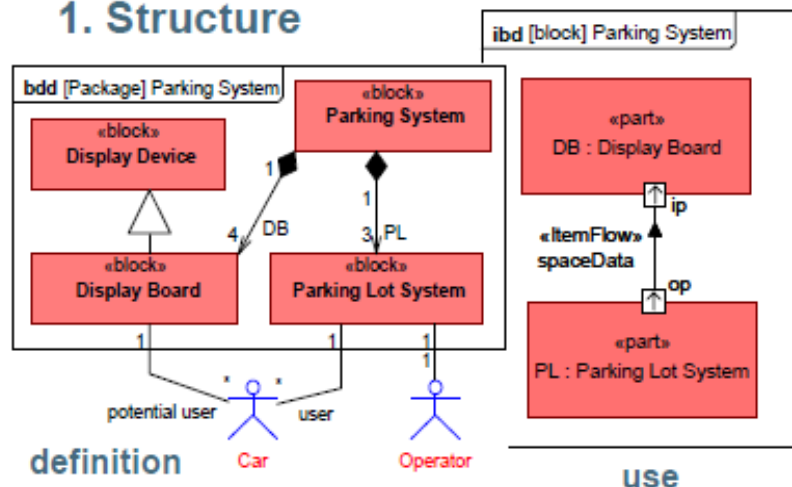 1. Structure
bdd [Package] Parking System
«block»
Parking System
«block»
Display Device
1
1
4
DB
3
PL
«block»
Display Board
«block»
Parking Lot System
1
1
1
1
*
*
potential user
user
Car
Operator
definition
ibd [block] Parking System
«part»
DB : Display Board
ip
«ItemFlow»
spaceData
op
«part»
PL : Parking Lot System
use